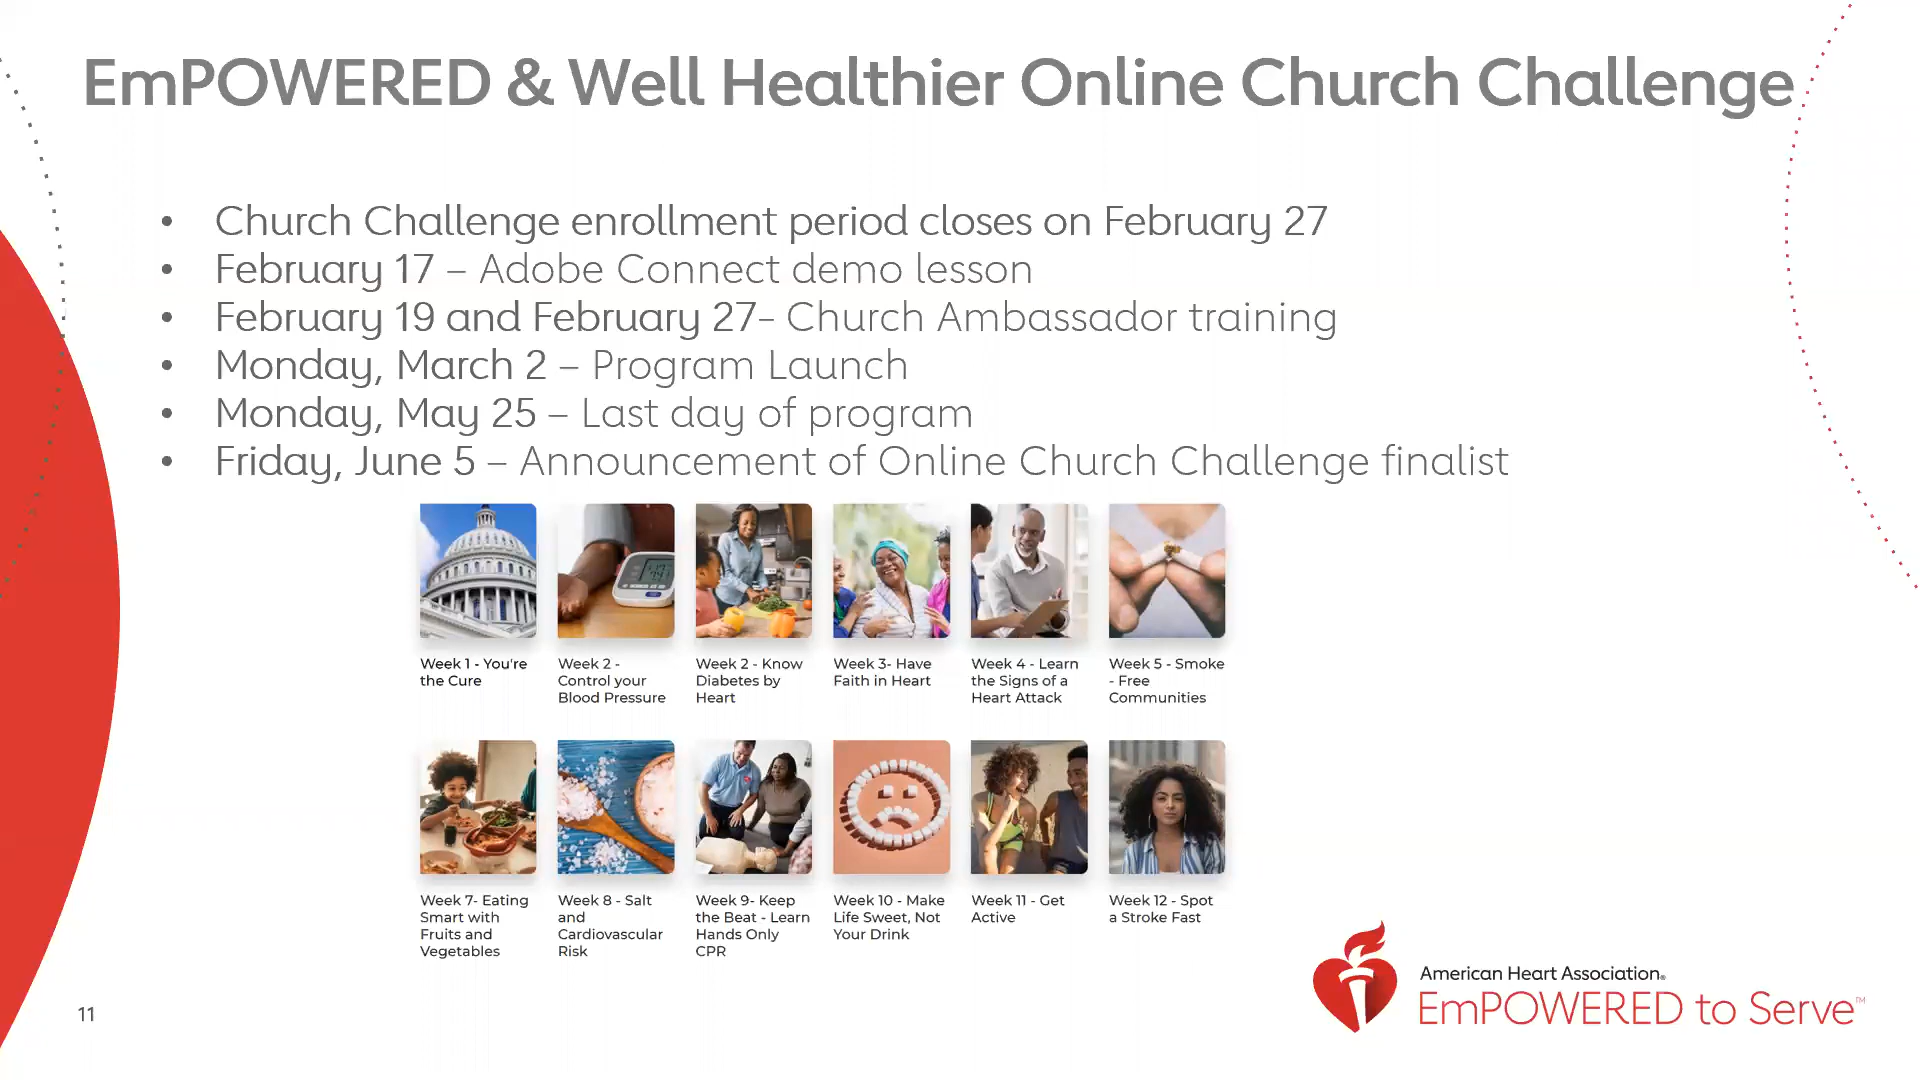 EmPOWERED & Well Healthier Online Church Challenge
• Church Challenge enrollment period closes on February 27
• February 17 – Adobe Connect demo lesson
• February 19 and February 27– Church Ambassador training
• Monday, March 2 – Program Launch
• Monday, May 25 – Last day of program
• Friday, June 5 – Announcement of Online Church Challenge finalist
Week 1 - You're
the Cure
Week 2 -
Control your
Blood Pressure
Week 2 - Know
Diabetes by
Heart
Week 3- Have
Faith in Heart
Week 4 - Learn
the Signs of a
Heart Attack
Week 5 - Smoke
- Free
Communities
Week 7- Eating
Smart with
Fruits and
Vegetables
Week 8 - Salt
and
Cardiovascular
Risk
Week 9- Keep
the Beat - Learn
Hands Only
CPR
Week 10 - Make
Life Sweet, Not
Your Drink
Week 11 - Get
Active
Week 12 - Spot
a Stroke Fast
American Heart Association®
EmPOWERED to Serve™
11